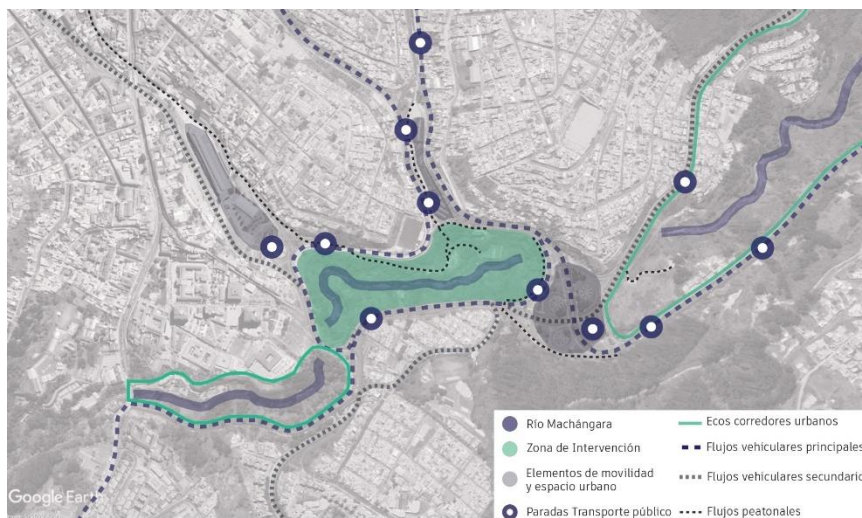 Río Machángara
Zona de Intervención
Elementos de movilidad
y espacio urbano
Paradas Transporte público
Ecos corredores urbanos
Flujos vehiculares principales
Flujos vehiculares secundario
Flujos peatonales
Google Earth